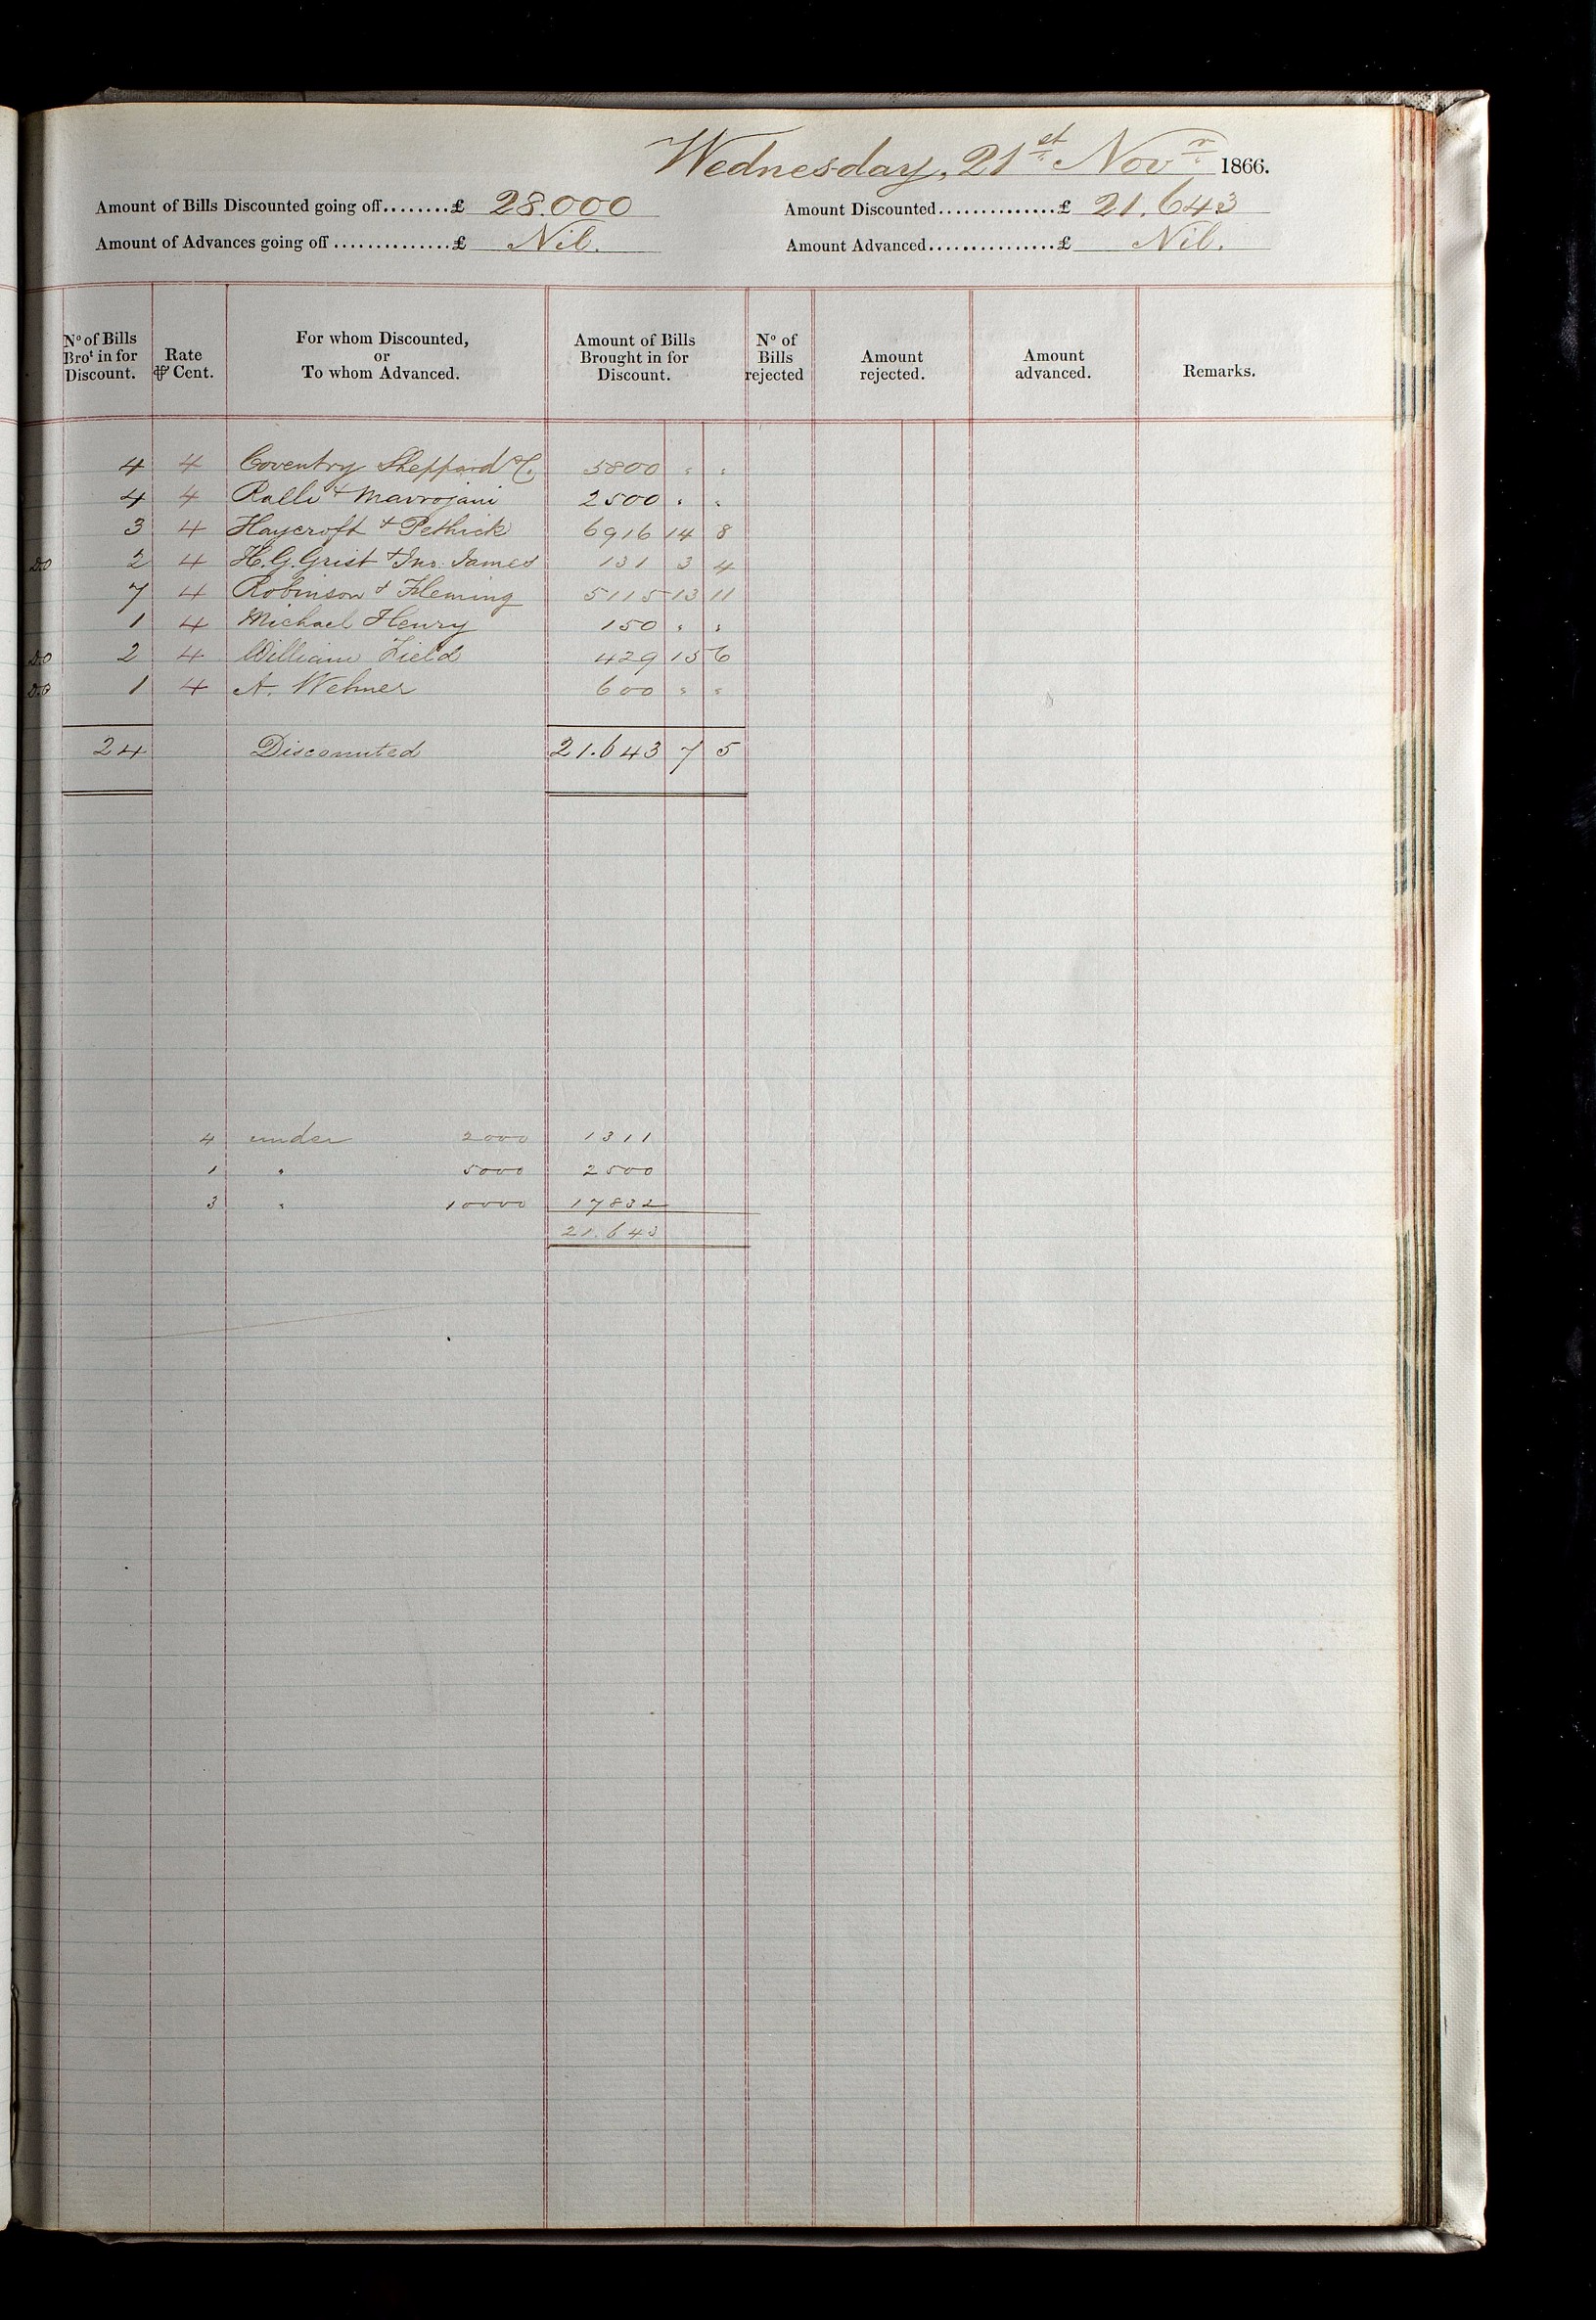 Wednesday, 21st Novr 1866.
Amount of Bills Discounted going off........£ 28.000 Amount Discounted..............£ 21.643
Amount of Advances going off..............£ Nil. Amount Advanced...............£ Nil.
No of Bills Brot in for Discount. Rate ⅌ Cent. For whom Discounted, or To whom Advanced. Amount of Bills Brought in for Discount. No of Bills rejected Amount rejected. Amount advanced. Remarks.
4 4 Coventry Sheppard & Co. 5800 " "
4 4 Ralli & Mavrojani 2500 " "
3 4 Haycroft & Pethick 6916 14 8
Do 2 4 H. G. Grist & Jno. James 131 3 4
7 4 Robinson & Fleming 5115 13 11
1 4 Michael Henry 150 " "
Do 2 4 William Field 429 15 6
Do 1 4 A. Wehner 600 " "
24 Discounted 21.643 7 5
4 under 2000 1311
1 " 5000 2500
3 " 10000 17832
21.643